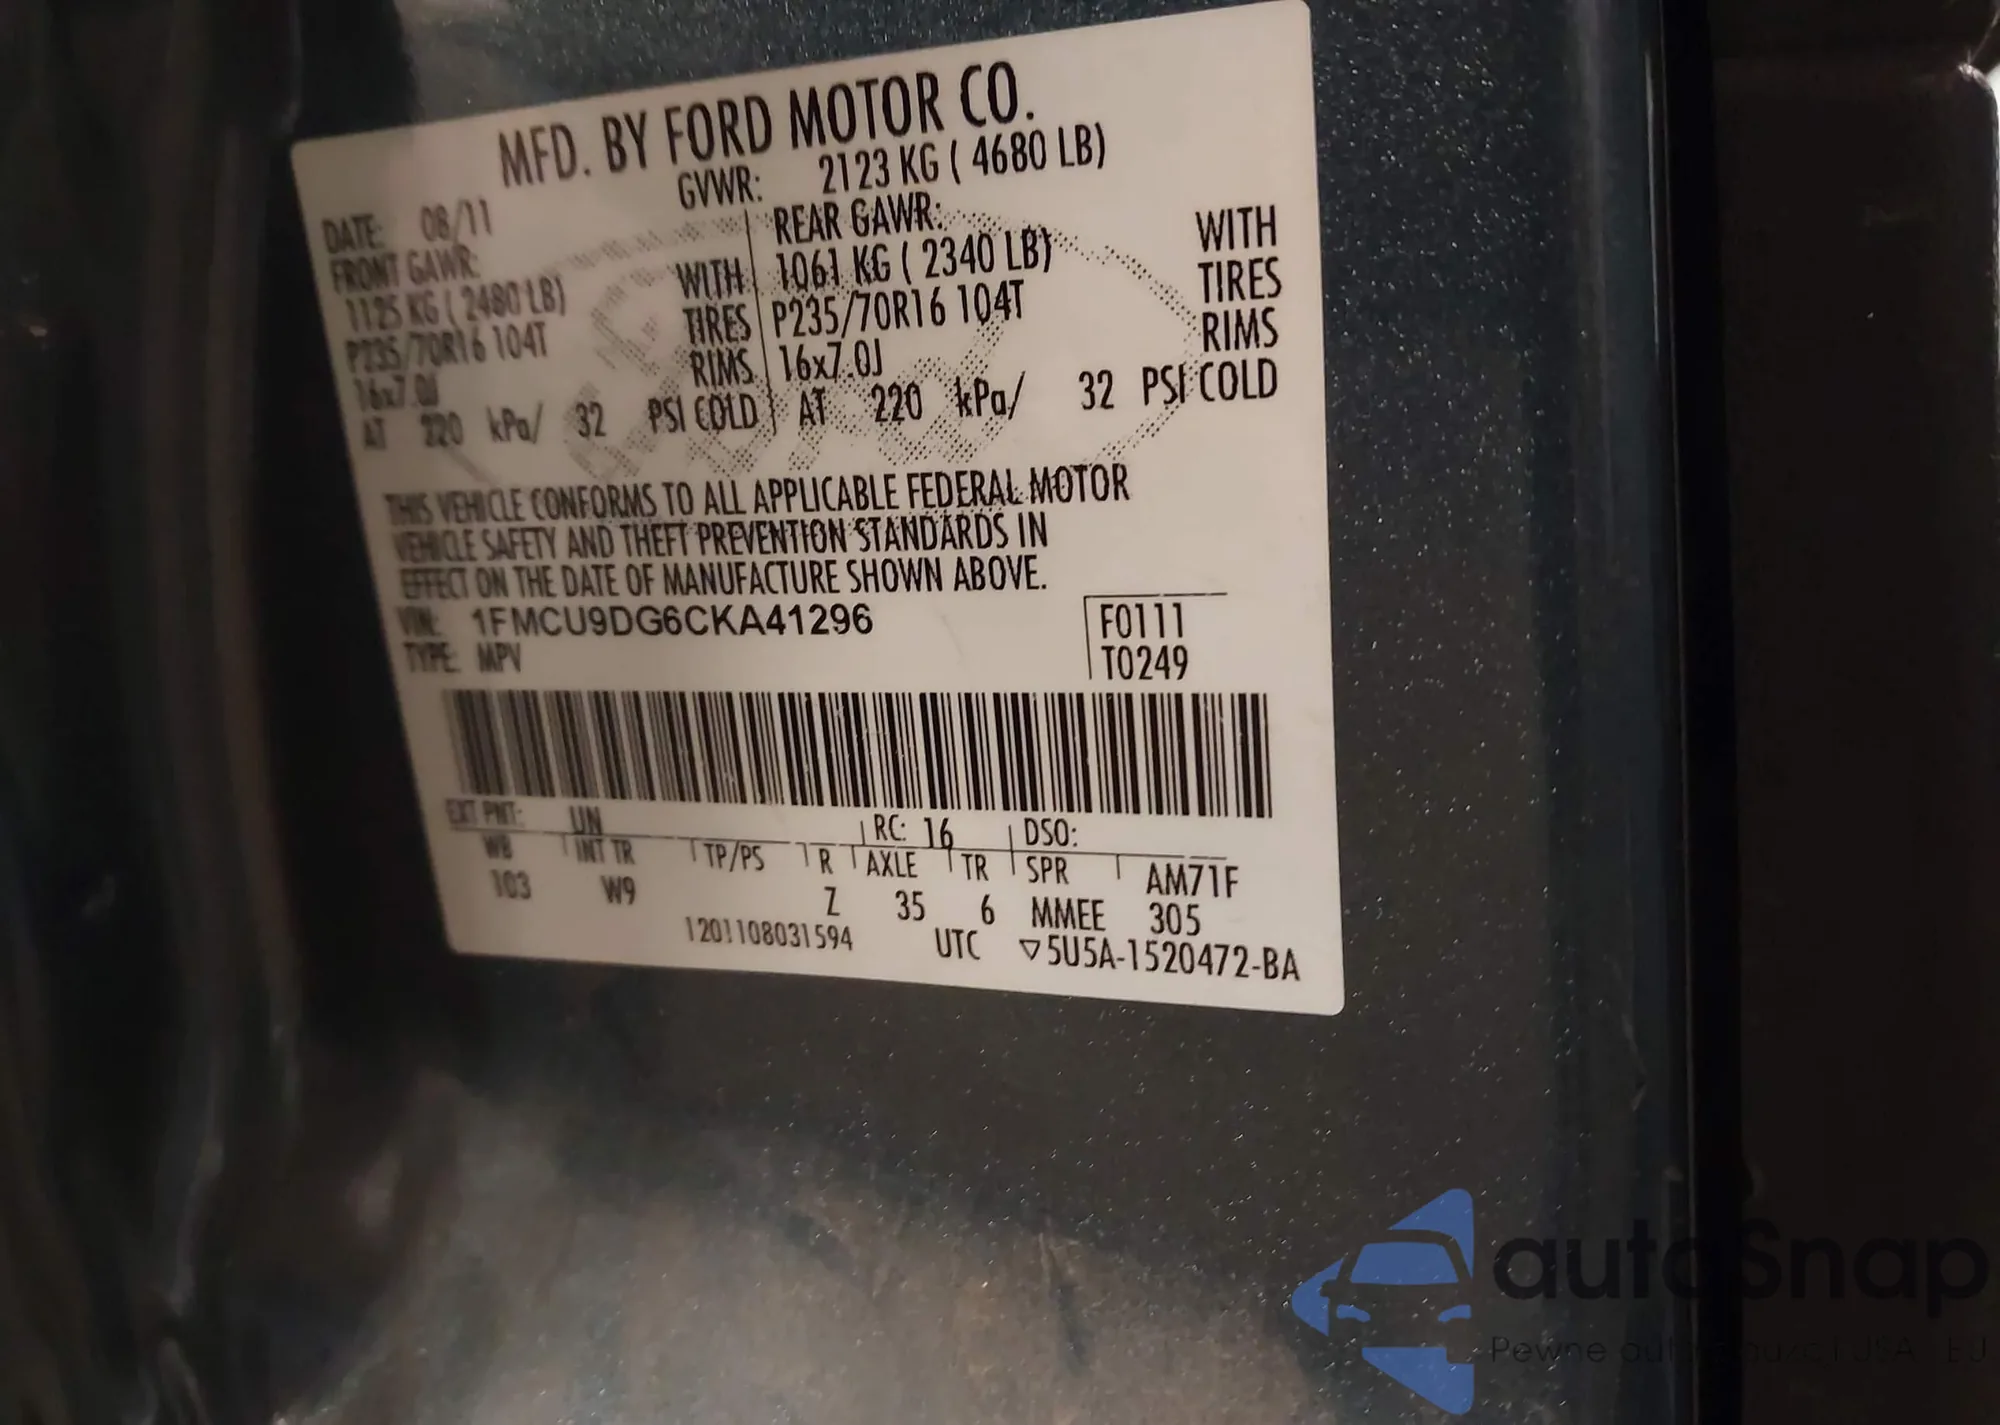 MFD. BY FORD MOTOR CO.
DATE: 08/11 GVWR: 2123 KG ( 4680 LB)
FRONT GAWR: REAR GAWR:
1125 KG ( 2480 LB) WITH 1061 KG ( 2340 LB) WITH
P235/70R16 104T TIRES P235/70R16 104T TIRES
16x7.0J RIMS 16x7.0J RIMS
AT 220 kPa/ 32 PSI COLD AT 220 kPa/ 32 PSI COLD
THIS VEHICLE CONFORMS TO ALL APPLICABLE FEDERAL MOTOR
VEHICLE SAFETY AND THEFT PREVENTION STANDARDS IN
EFFECT ON THE DATE OF MANUFACTURE SHOWN ABOVE.
VIN: 1FMCU9DG6CKA41296 F0111
TYPE: MPV T0249
EXT PNT: UN RC: 16 DSO:
WB INT TR TP/PS R AXLE TR SPR AM71F
103 W9 Z 35 6 MMEE 305
1201108031594 UTC ▽5U5A-1520472-BA
autoSnap
Pewne